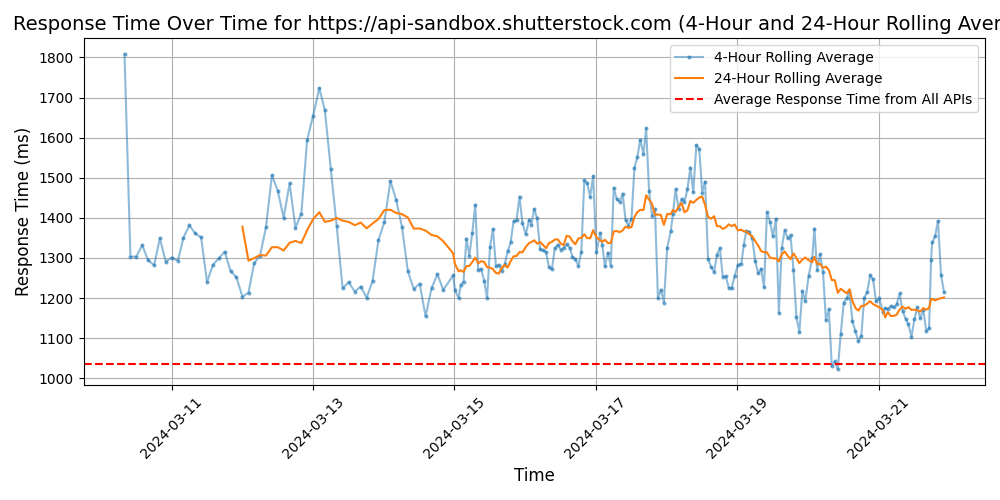 Response Time Over Time for https://api-sandbox.shutterstock.com (4-Hour and 24-Hour Rolling Aver
4-Hour Rolling Average
24-Hour Rolling Average
Average Response Time from All APIs
Response Time (ms)
1800
1700
1600
1500
1400
1300
1200
1100
1000
2024-03-11
2024-03-13
2024-03-15
2024-03-17
2024-03-19
2024-03-21
Time